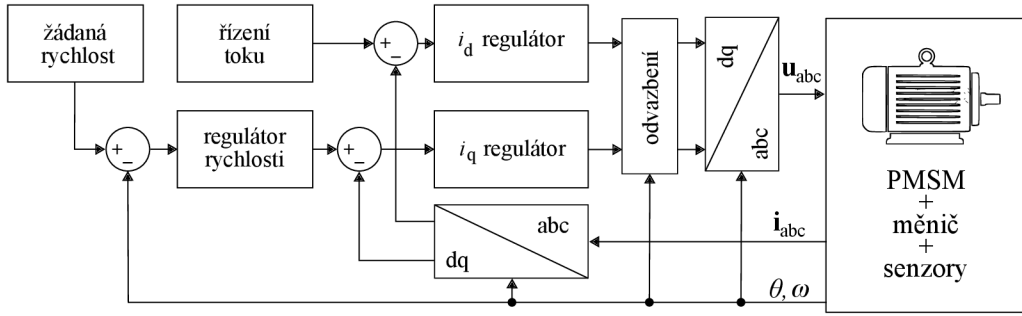 žádaná
rychlost
řízení
toku
+
−
i_d regulátor
odvazbení
dq
abc
u_abc
+
−
regulátor
rychlosti
+
−
i_q regulátor
abc
dq
i_abc
θ, ω
PMSM
+
měnič
+
senzory